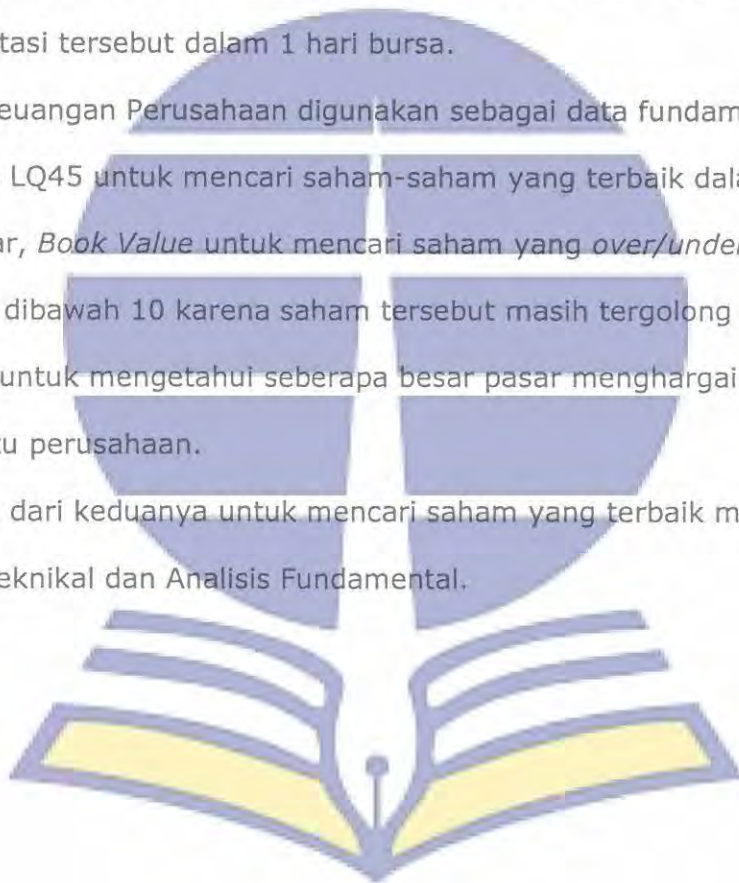 tasi tersebut dalam 1 hari bursa.
euangan Perusahaan digunakan sebagai data fundam
LQ45 untuk mencari saham-saham yang terbaik dala
ar, Book Value untuk mencari saham yang over/under
dibawah 10 karena saham tersebut masih tergolong
untuk mengetahui seberapa besar pasar menghargai
tu perusahaan.
dari keduanya untuk mencari saham yang terbaik m
eknikal dan Analisis Fundamental.